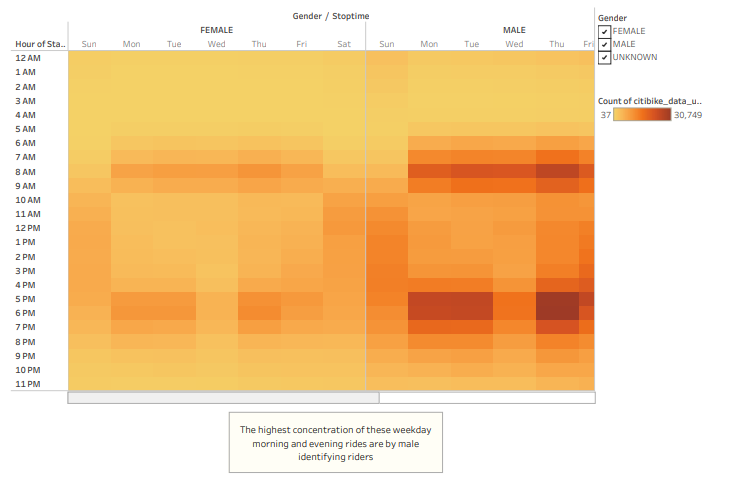 Gender / Stoptime
FEMALE MALE
Hour of Sta.. Sun Mon Tue Wed Thu Fri Sat Sun Mon Tue Wed Thu Fri
12 AM
1 AM
2 AM
3 AM
4 AM
5 AM
6 AM
7 AM
8 AM
9 AM
10 AM
11 AM
12 PM
1 PM
2 PM
3 PM
4 PM
5 PM
6 PM
7 PM
8 PM
9 PM
10 PM
11 PM
Gender
FEMALE
MALE
UNKNOWN
Count of citibike_data_u..
37 30,749
The highest concentration of these weekday
morning and evening rides are by male
identifying riders